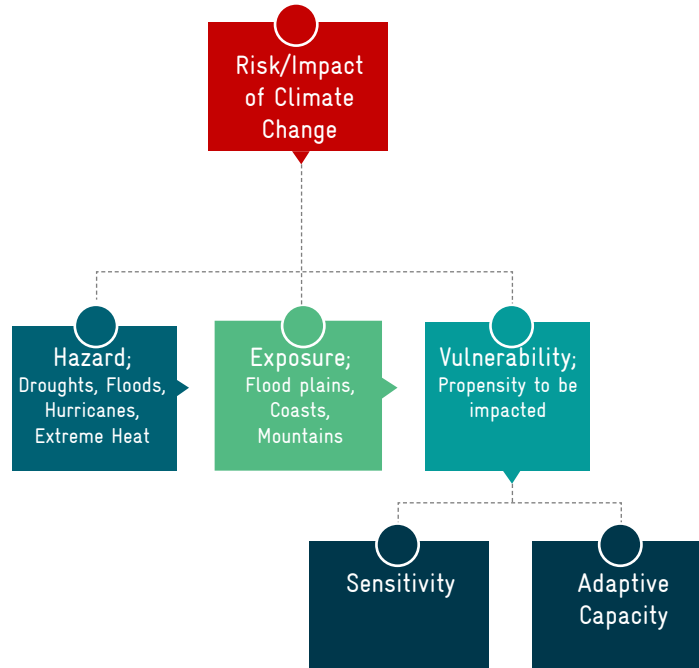 Risk/Impact
of Climate
Change
Hazard;
Droughts, Floods,
Hurricanes,
Extreme Heat
Exposure;
Flood plains,
Coasts,
Mountains
Vulnerability;
Propensity to be
impacted
Sensitivity
Adaptive
Capacity